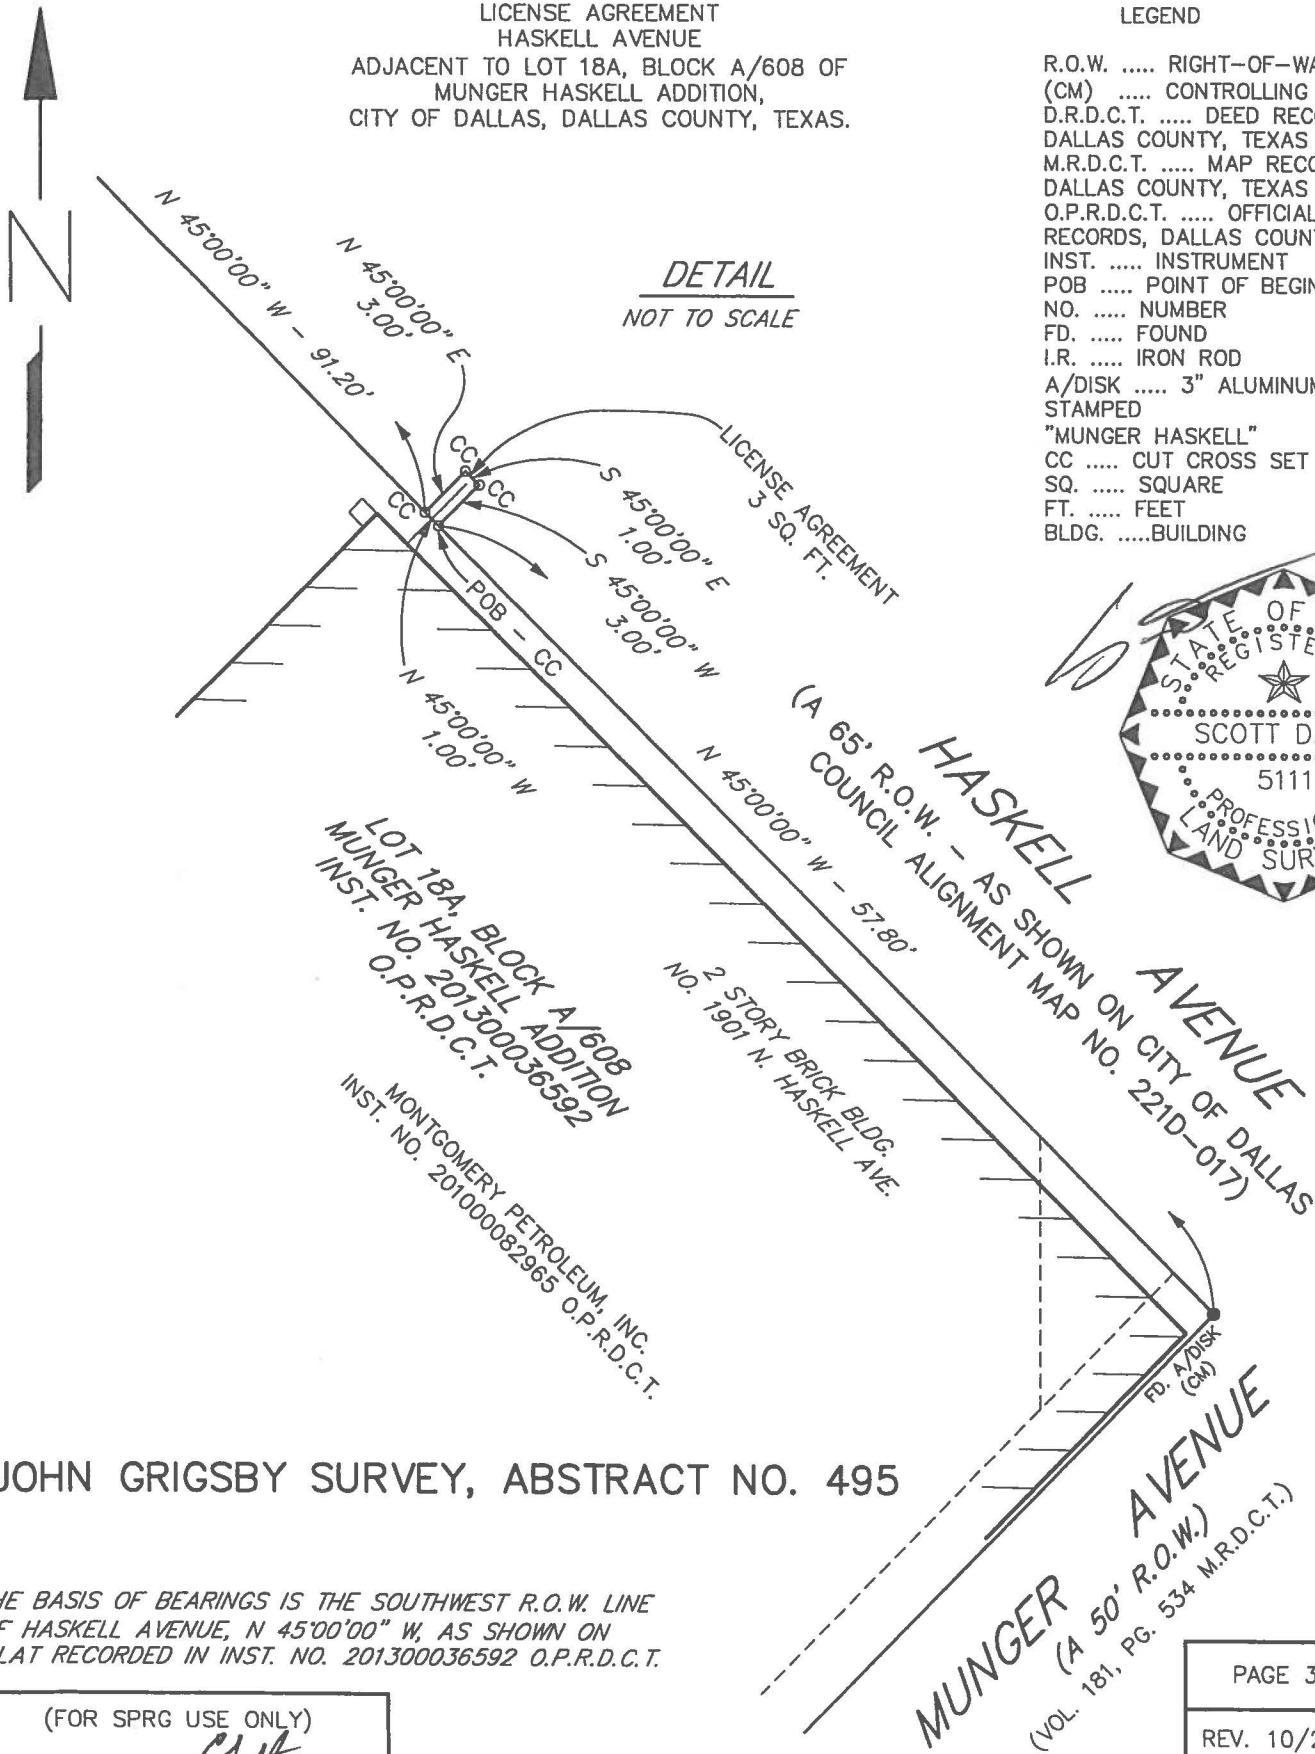 LICENSE AGREEMENT
HASKELL AVENUE
ADJACENT TO LOT 18A, BLOCK A/608 OF
MUNGER HASKELL ADDITION,
CITY OF DALLAS, DALLAS COUNTY, TEXAS.
LEGEND
R.O.W. ..... RIGHT-OF-WA
(CM) ..... CONTROLLING
D.R.D.C.T. ..... DEED REC
DALLAS COUNTY, TEXAS
M.R.D.C.T. ..... MAP RECO
DALLAS COUNTY, TEXAS
O.P.R.D.C.T. ..... OFFICIAL
RECORDS, DALLAS COUN
INST. ..... INSTRUMENT
POB ..... POINT OF BEGIN
NO. ..... NUMBER
FD. ..... FOUND
I.R. ..... IRON ROD
A/DISK ..... 3" ALUMINUM
STAMPED
"MUNGER HASKELL"
CC ..... CUT CROSS SET
SQ. ..... SQUARE
FT. ..... FEET
BLDG. .....BUILDING
N
DETAIL
NOT TO SCALE
N 45°00'00" W - 91.20'
N 45°00'00" E
3.00'
CC
CC
CC
LICENSE AGREEMENT
3 SQ. FT.
S 45°00'00" E
1.00'
S 45°00'00" W
3.00'
POB - CC
N 45°00'00" W
1.00'
N 45°00'00" W - 57.80'
STATE OF
REGISTE
SCOTT D
5111
PROFESSI
LAND SUR
HASKELL AVENUE
(A 65' R.O.W. - AS SHOWN ON CITY OF DALLAS
COUNCIL ALIGNMENT MAP NO. 221D-017)
LOT 18A, BLOCK A/608
MUNGER HASKELL ADDITION
INST. NO. 201300036592
O.P.R.D.C.T.
2 STORY BRICK BLDG.
NO. 1901 N. HASKELL AVE.
MONTGOMERY PETROLEUM, INC.
INST. NO. 201000082965 O.P.R.D.C.T.
FD. A/DISK
(CM)
MUNGER AVENUE
(A 50' R.O.W.)
(VOL. 181, PG. 534 M.R.D.C.T.)
JOHN GRIGSBY SURVEY, ABSTRACT NO. 495
HE BASIS OF BEARINGS IS THE SOUTHWEST R.O.W. LINE
F HASKELL AVENUE, N 45°00'00" W, AS SHOWN ON
LAT RECORDED IN INST. NO. 201300036592 O.P.R.D.C.T.
(FOR SPRG USE ONLY)
PAGE 3
REV. 10/2